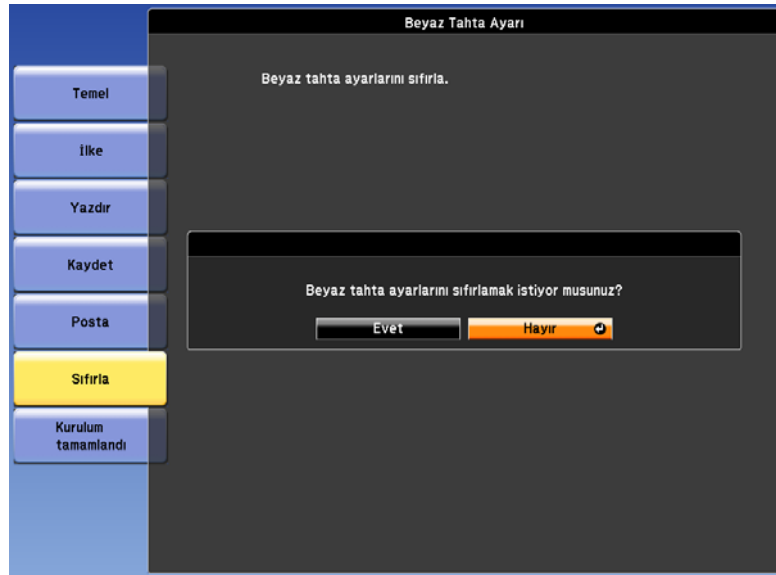 Beyaz Tahta Ayarı
Beyaz tahta ayarlarını sıfırla.
Temel
İlke
Yazdır
Kaydet
Posta
Sıfırla
Kurulum
tamamlandı
Beyaz tahta ayarlarını sıfırlamak istiyor musunuz?
Evet
Hayır